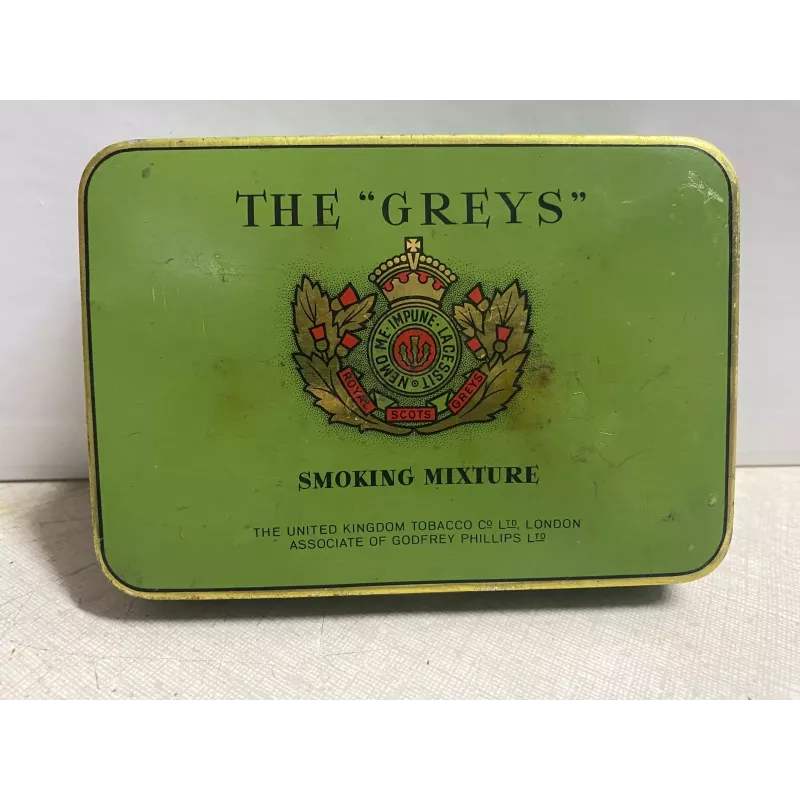 THE “GREYS”
NEMO ME · IMPUNE · LACESSIT
ROYAL SCOTS GREYS
SMOKING MIXTURE
THE UNITED KINGDOM TOBACCO Cº LTD, LONDON
ASSOCIATE OF GODFREY PHILLIPS LTD